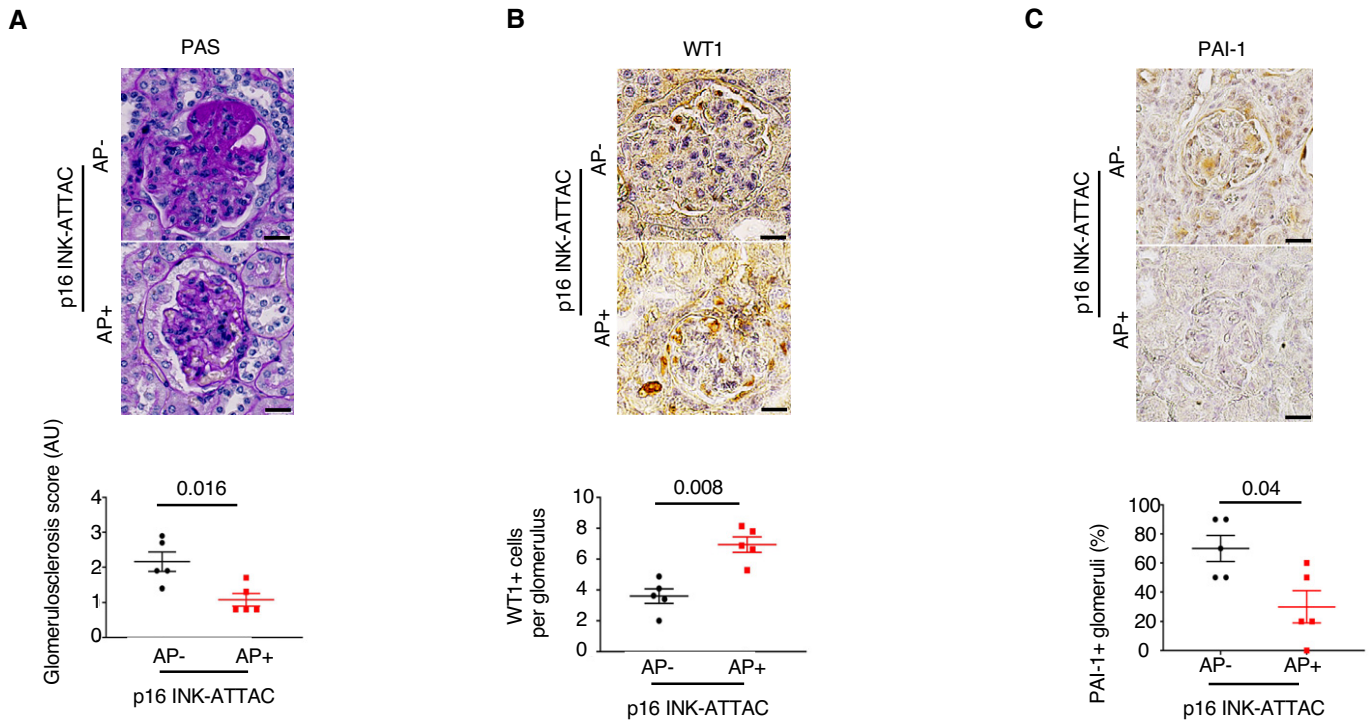 A
PAS
AP-
AP+
p16 INK-ATTAC
Glomerulosclerosis score (AU)
4
3
2
1
0
0.016
AP-
AP+
p16 INK-ATTAC
B
WT1
AP-
AP+
p16 INK-ATTAC
WT1+ cells
per glomerulus
10
8
6
4
2
0
0.008
AP-
AP+
p16 INK-ATTAC
C
PAI-1
AP-
AP+
p16 INK-ATTAC
PAI-1+ glomeruli (%)
100
80
60
40
20
0
0.04
AP-
AP+
p16 INK-ATTAC